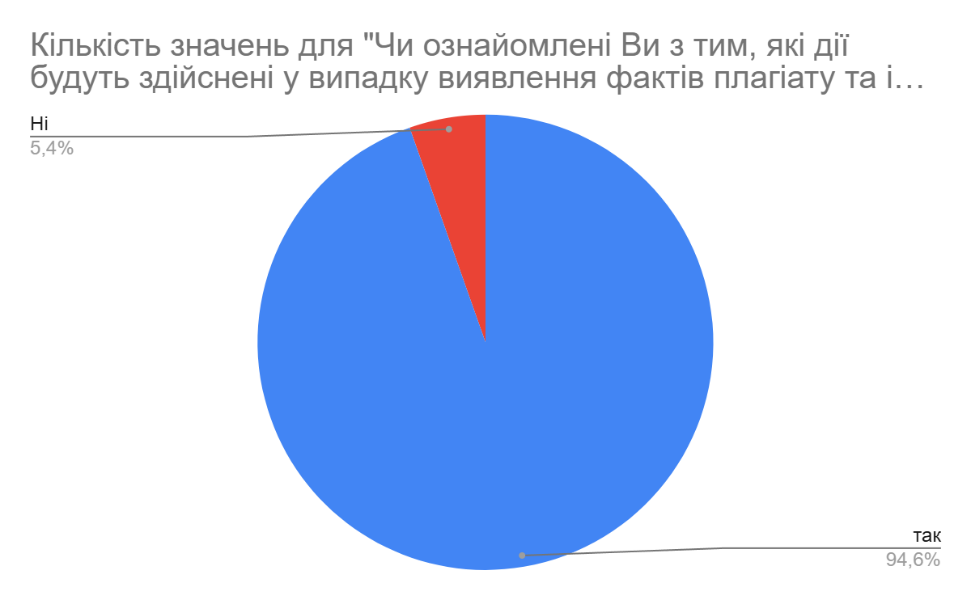 Кількість значень для "Чи ознайомлені Ви з тим, які дії
будуть здійснені у випадку виявлення фактів плагіату та і…
Ні
5,4%
так
94,6%